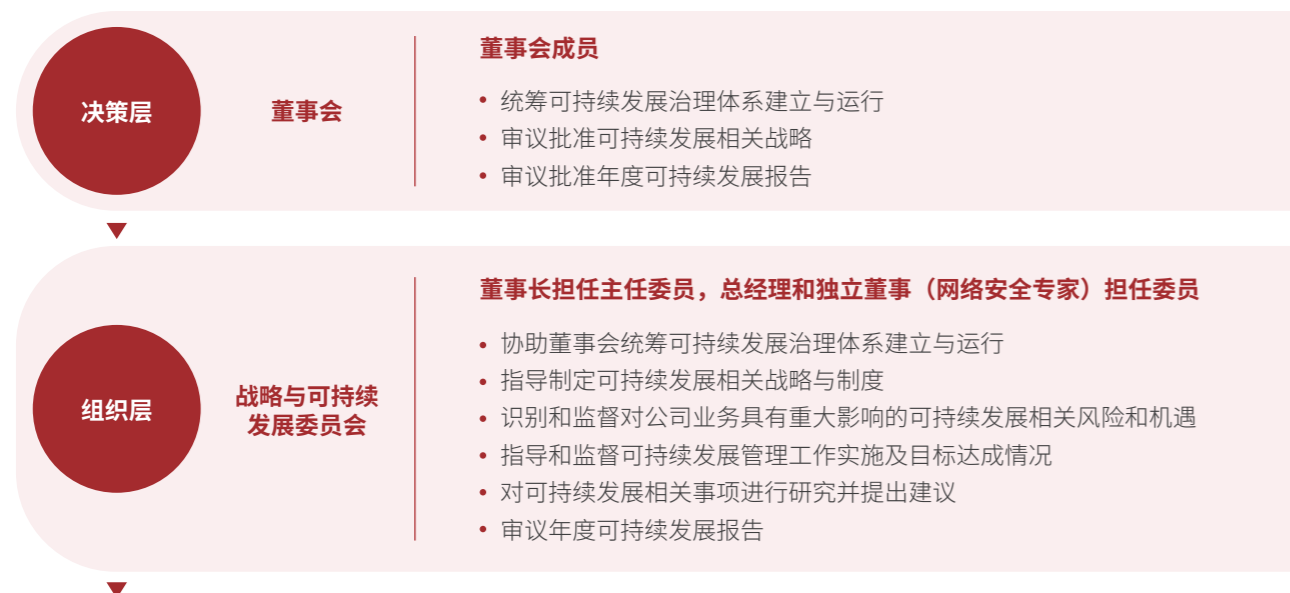 决策层
董事会
董事会成员
• 统筹可持续发展治理体系建立与运行
• 审议批准可持续发展相关战略
• 审议批准年度可持续发展报告
组织层
战略与可持续
发展委员会
董事长担任主任委员，总经理和独立董事（网络安全专家）担任委员
• 协助董事会统筹可持续发展治理体系建立与运行
• 指导制定可持续发展相关战略与制度
• 识别和监督对公司业务具有重大影响的可持续发展相关风险和机遇
• 指导和监督可持续发展管理工作实施及目标达成情况
• 对可持续发展相关事项进行研究并提出建议
• 审议年度可持续发展报告